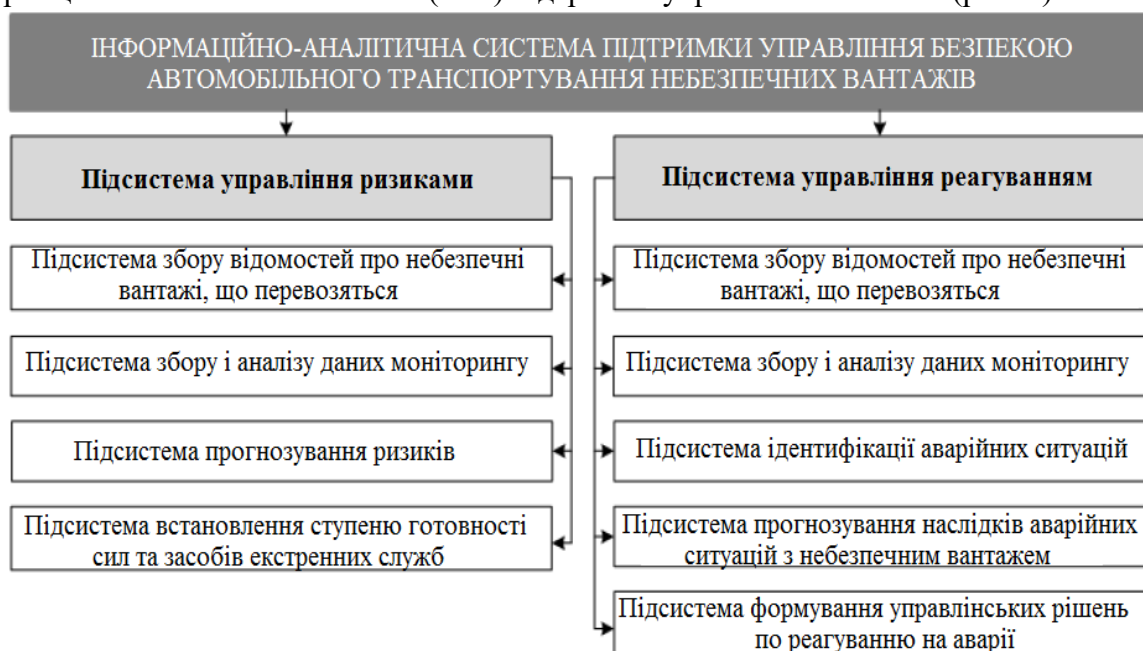 ІНФОРМАЦІЙНО-АНАЛІТИЧНА СИСТЕМА ПІДТРИМКИ УПРАВЛІННЯ БЕЗПЕКОЮ
АВТОМОБІЛЬНОГО ТРАНСПОРТУВАННЯ НЕБЕЗПЕЧНИХ ВАНТАЖІВ
Підсистема управління ризиками
Підсистема збору відомостей про небезпечні
вантажі, що перевозяться
Підсистема збору і аналізу даних моніторингу
Підсистема прогнозування ризиків
Підсистема встановлення ступеню готовності
сил та засобів екстренних служб
Підсистема управління реагуванням
Підсистема збору відомостей про небезпечні
вантажі, що перевозяться
Підсистема збору і аналізу даних моніторингу
Підсистема ідентифікації аварійних ситуацій
Підсистема прогнозування наслідків аварійних
ситуацій з небезпечним вантажем
Підсистема формування управлінських рішень
по реагуванню на аварії